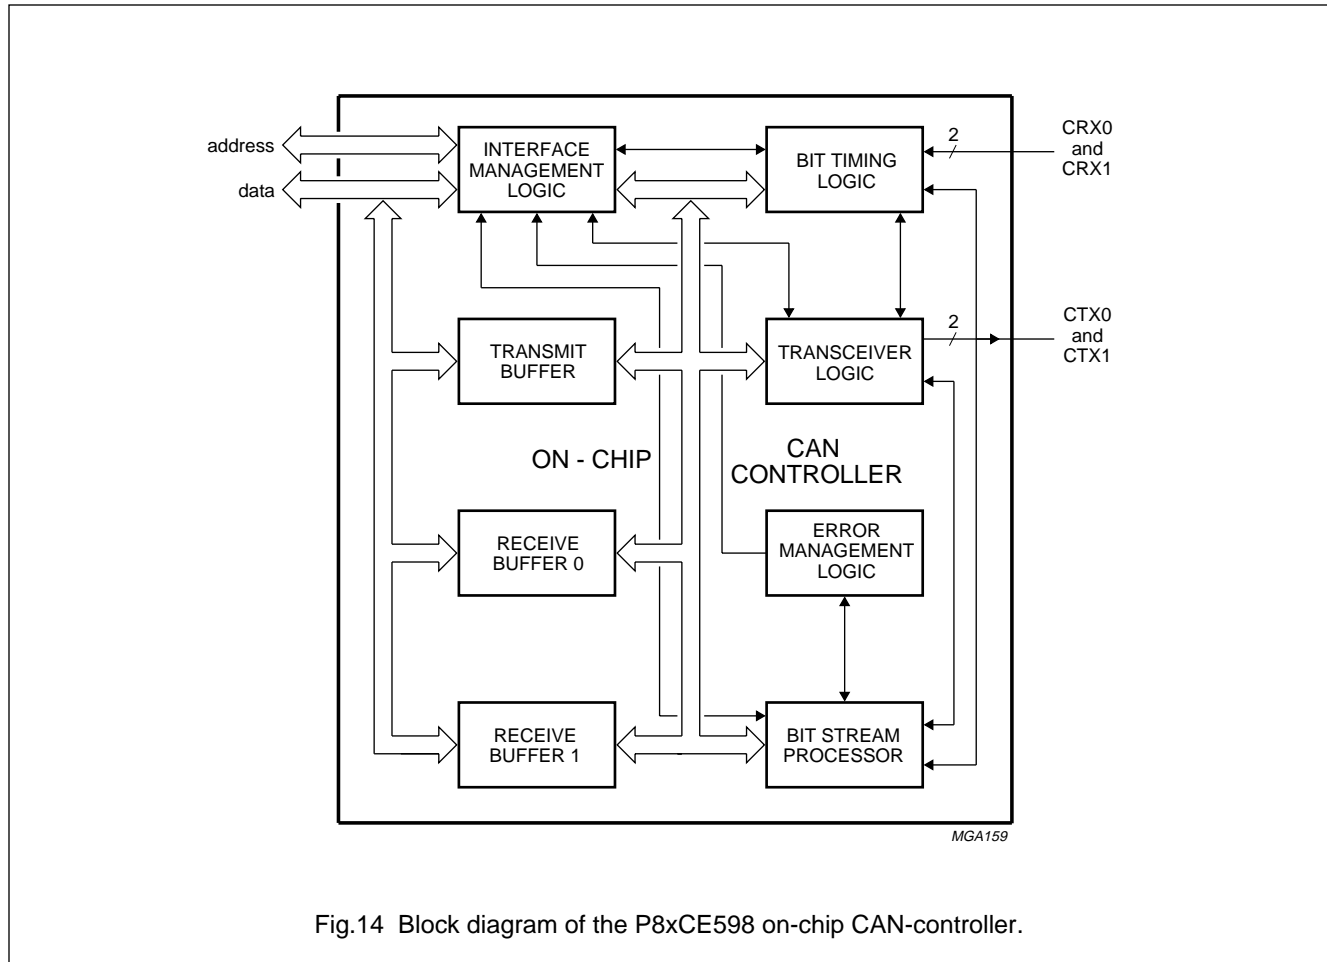 address
data
INTERFACE
MANAGEMENT
LOGIC
BIT TIMING
LOGIC
2
CRX0
and
CRX1
TRANSMIT
BUFFER
TRANSCEIVER
LOGIC
2
CTX0
and
CTX1
ON - CHIP
CAN
CONTROLLER
RECEIVE
BUFFER 0
ERROR
MANAGEMENT
LOGIC
RECEIVE
BUFFER 1
BIT STREAM
PROCESSOR
MGA159
Fig.14 Block diagram of the P8xCE598 on-chip CAN-controller.